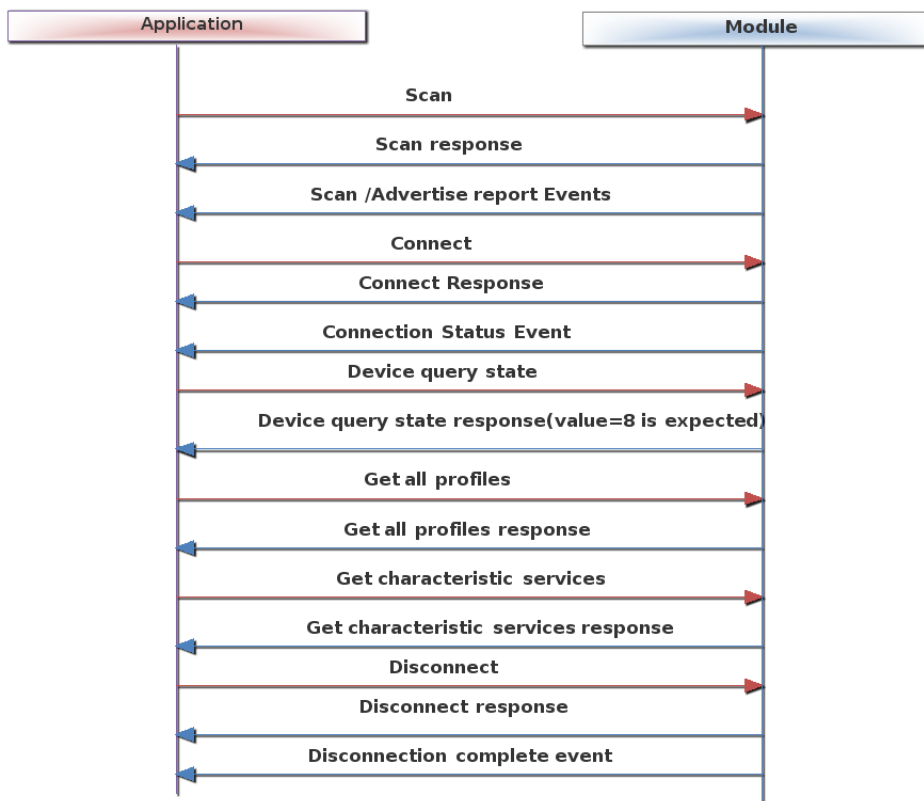 Application
Module
Scan
Scan response
Scan /Advertise report Events
Connect
Connect Response
Connection Status Event
Device query state
Device query state response(value=8 is expected)
Get all profiles
Get all profiles response
Get characteristic services
Get characteristic services response
Disconnect
Disconnect response
Disconnection complete event